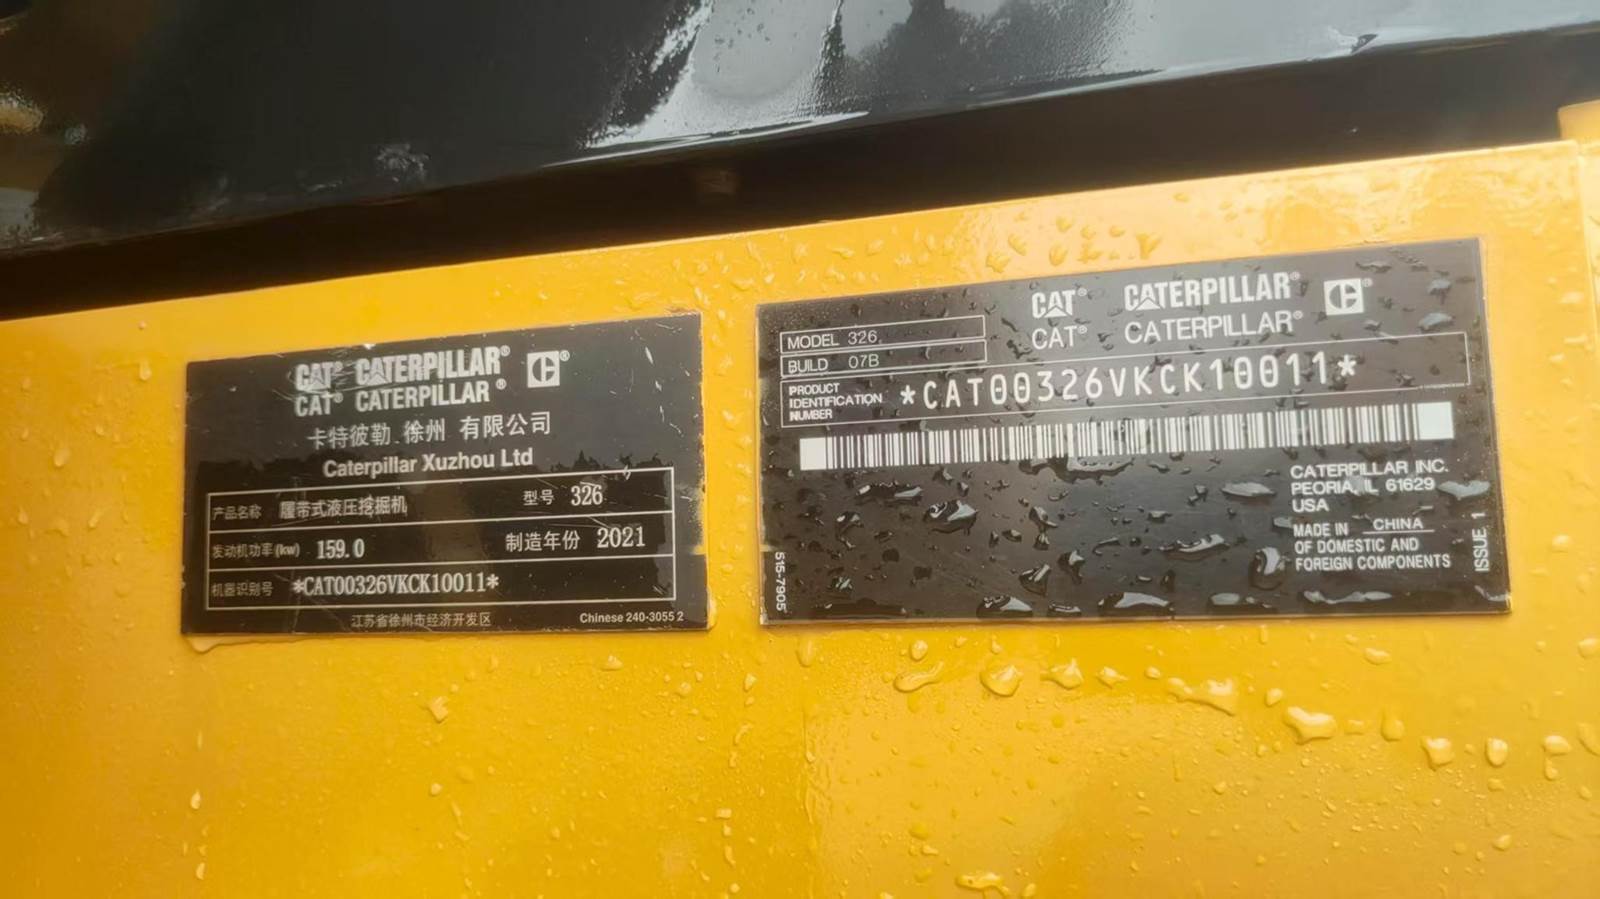 CAT® CATERPILLAR®
CAT® CATERPILLAR®
卡特彼勒 徐州 有限公司
Caterpillar Xuzhou Ltd
产品名称 履带式液压挖掘机 型号 326
发动机功率(kw) 159.0 制造年份 2021
机器识别号 *CAT00326VKCK10011*
江苏省徐州市经济开发区 Chinese 240-3055 2
CAT® CATERPILLAR®
CAT® CATERPILLAR®
MODEL 326
BUILD 07B
PRODUCT
IDENTIFICATION
NUMBER
*CAT00326VKCK10011*
CATERPILLAR INC.
PEORIA, IL 61629
USA
MADE IN CHINA
OF DOMESTIC AND
FOREIGN COMPONENTS
515-7905
ISSUE 1